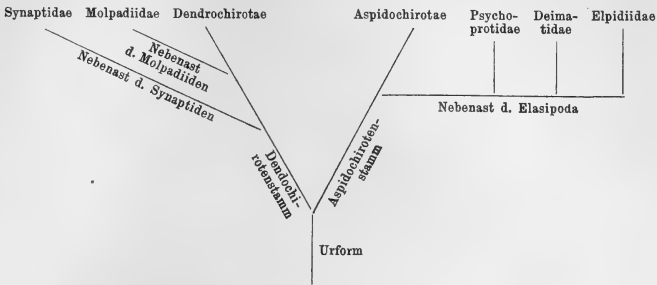 Synaptidae Molpadiidae Dendrochirotae Aspidochirotae Psycho-
protidae Deima-
tidae Elpidiidae
Nebenast
d. Molpadiiden
Nebenast d. Synaptiden
Nebenast d. Elasipoda
Dendochi-
rotenstamm
Aspidochiroten-
stamm
Urform